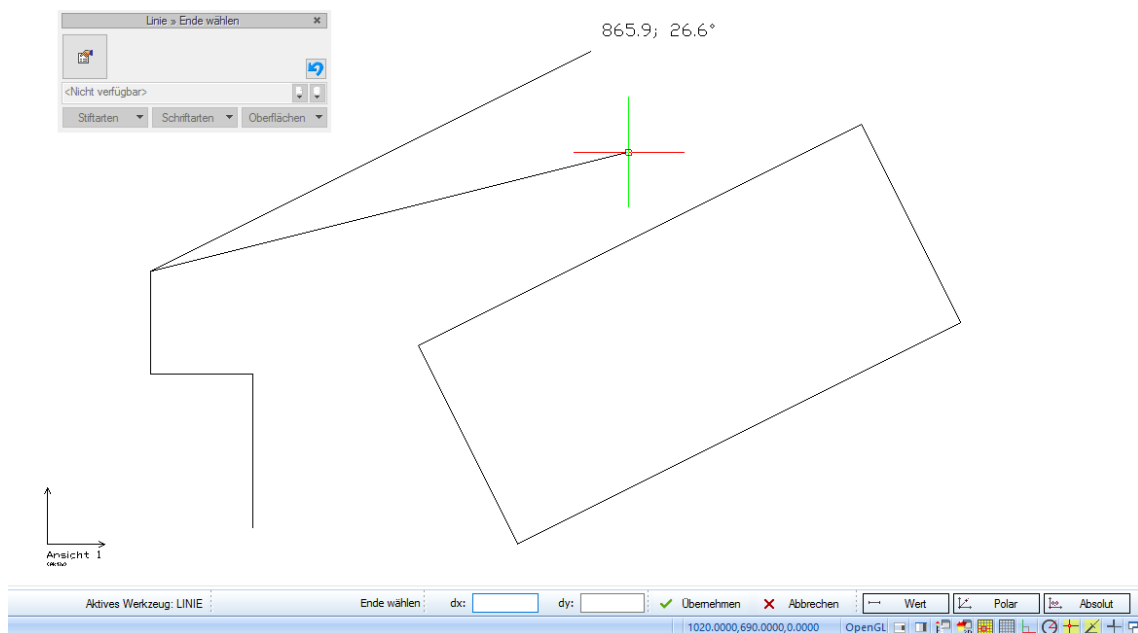 Linie » Ende wählen
865.9; 26.6°
<Nicht verfügbar>
Stiftarten Schriftarten Oberflächen
Ansicht 1
Aktives Werkzeug: LINIE Ende wählen dx: dy: Übernehmen Abbrechen Wert Polar Absolut
1020.0000,690.0000,0.0000 OpenGL